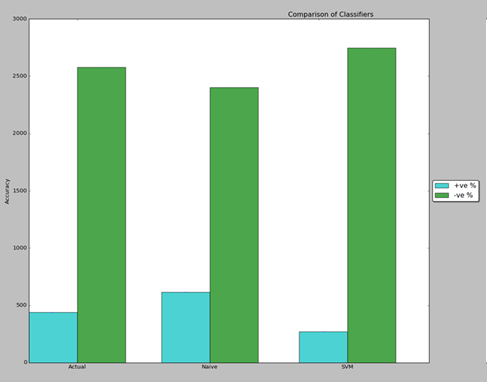 Comparison of Classifiers
3000
2500
2000
1500
1000
500
0
Accuracy
Actual
Naive
SVM
+ve %
-ve %